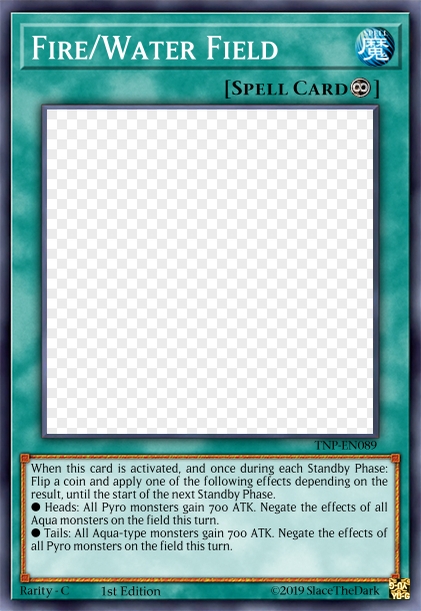 FIRE/WATER FIELD
SPELL
魔
[SPELL CARD♾]
TNP-EN089
When this card is activated, and once during each Standby Phase:
Flip a coin and apply one of the following effects depending on the
result, until the start of the next Standby Phase.
● Heads: All Pyro monsters gain 700 ATK. Negate the effects of all
Aqua monsters on the field this turn.
● Tails: All Aqua-type monsters gain 700 ATK. Negate the effects of
all Pyro monsters on the field this turn.
Rarity - C 1st Edition ©2019 SlaceTheDark